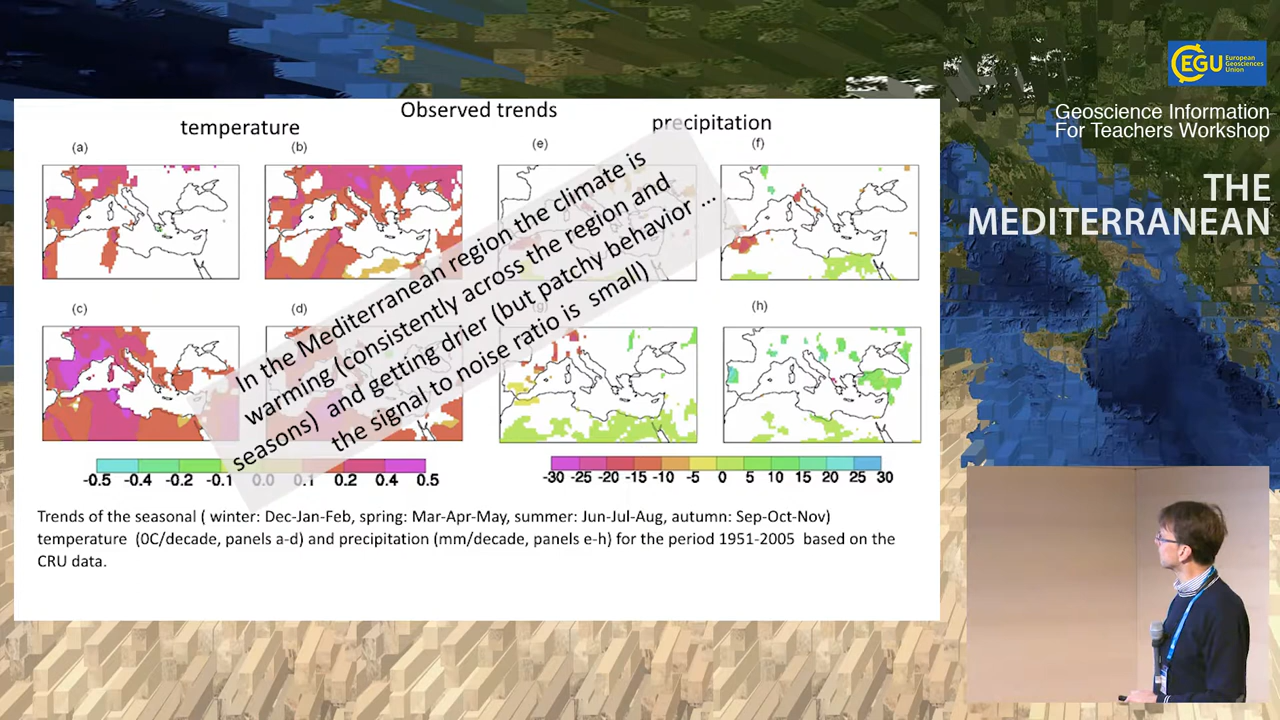 EGU European
Geosciences
Union
Geoscience Information
For Teachers Workshop
THE
MEDITERRANEAN
Observed trends
temperature
precipitation
(a)
(b)
(e)
(f)
(c)
(d)
(g)
(h)
In the Mediterranean region the climate is
warming (consistently across the region and
seasons) and getting drier (but patchy behavior ...
the signal to noise ratio is small)
-0.5 -0.4 -0.2 -0.1 0.0 0.1 0.2 0.4 0.5
-30 -25 -20 -15 -10 -5 0 5 10 15 20 25 30
Trends of the seasonal ( winter: Dec-Jan-Feb, spring: Mar-Apr-May, summer: Jun-Jul-Aug, autumn: Sep-Oct-Nov)
temperature (0C/decade, panels a-d) and precipitation (mm/decade, panels e-h) for the period 1951-2005 based on the
CRU data.